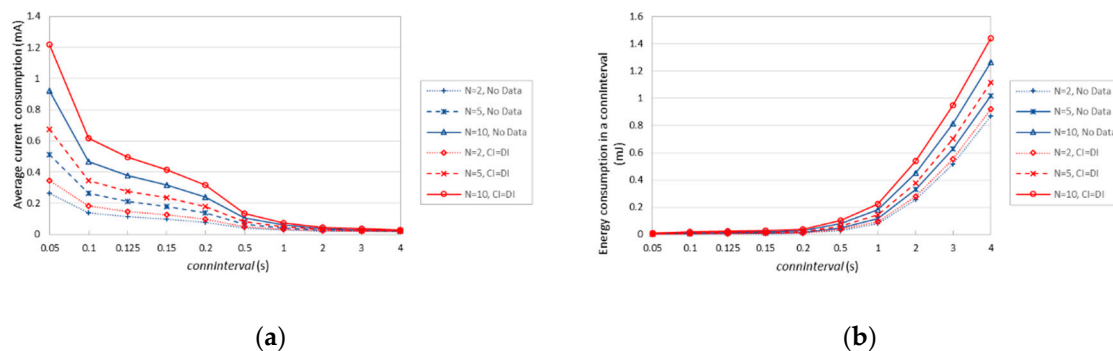 Average current consumption (mA)
1.4
1.2
1
0.8
0.6
0.4
0.2
0
0.05 0.1 0.125 0.15 0.2 0.5 1 2 3 4
conninterval (s)
N=2, No Data
N=5, No Data
N=10, No Data
N=2, CI=DI
N=5, CI=DI
N=10, CI=DI
(a)
Energy consumption in a conninterval
(mJ)
1.6
1.4
1.2
1
0.8
0.6
0.4
0.2
0
0.05 0.1 0.125 0.15 0.2 0.5 1 2 3 4
conninterval (s)
N=2, No Data
N=5, No Data
N=10, No Data
N=2, CI=DI
N=5, CI=DI
N=10, CI=DI
(b)